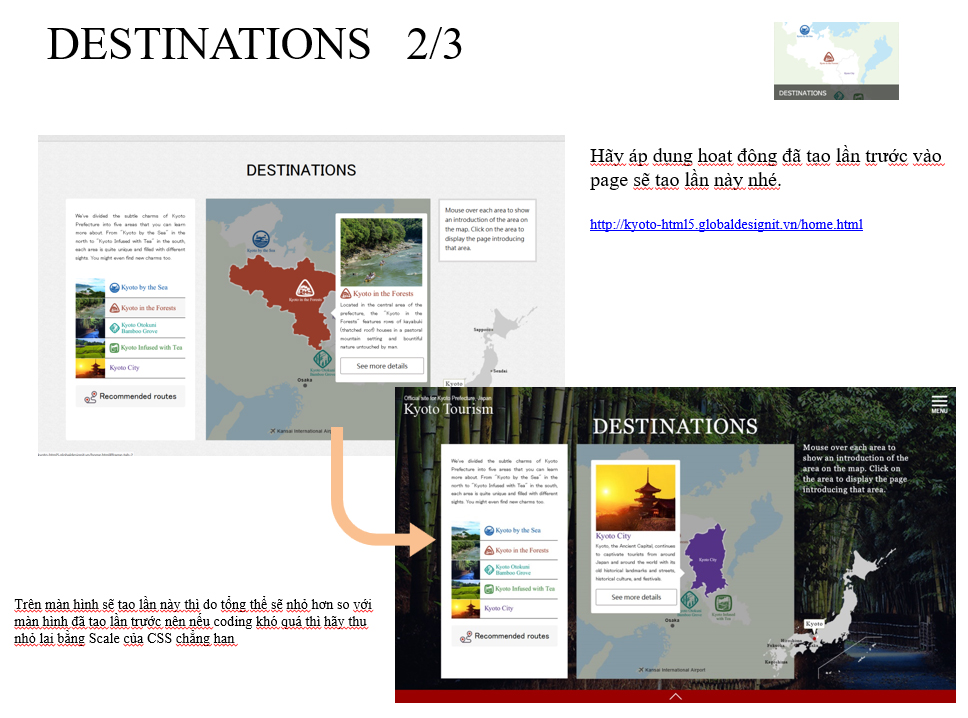 DESTINATIONS 2/3
DESTINATIONS
Hãy áp dụng hoạt động đã tạo lần trước vào
page sẽ tạo lần này nhé.
http://kyoto-html5.globaldesignit.vn/home.html
DESTINATIONS
We've divided the subtle charms of Kyoto
Prefecture into five areas that you can learn
more about. From "Kyoto by the Sea" in the
north to "Kyoto Infused with Tea" in the south,
each area is quite unique and filled with different
sights. You might even find new charms too.
Kyoto by the Sea
Kyoto in the Forests
Kyoto Otokuni
Bamboo Grove
Kyoto Infused with Tea
Kyoto City
Recommended routes
Kyoto by the Sea
Kyoto in the Forests
Kyoto Otokuni
Bamboo Grove
Osaka
Kansai International Airp
Kyoto in the Forests
Located in the central area of the
prefecture, the "Kyoto in the
Forests" features rows of kayabuki
(thatched roof) houses in a pastoral
mountain setting and bountiful
nature untouched by man.
See more details
Mouse over each area to show
an introduction of the area on
the map. Click on the area to
display the page introducing
that area.
Sapporo
Sendai
Kyoto
Official site for Kyoto Prefecture, Japan
Kyoto Tourism
MENU
DESTINATIONS
We've divided the subtle charms of Kyoto
Prefecture into five areas that you can learn
more about. From "Kyoto by the Sea" in the
north to "Kyoto Infused with Tea" in the south,
each area is quite unique and filled with different
sights. You might even find new charms too.
Kyoto by the Sea
Kyoto in the Forests
Kyoto Otokuni
Bamboo Grove
Kyoto Infused with Tea
Kyoto City
Recommended routes
Kyoto City
Kyoto, the Ancient Capital, continues
to captivate tourists from around
Japan and around the world with its
old historical landmarks and streets,
historical culture, and festivals.
See more details
Kyoto City
Osaka
Kansai International Airport
Mouse over each area to
show an introduction of the
area on the map. Click on
the area to display the page
introducing that area.
Kyoto
Trên màn hình sẽ tạo lần này thì do tổng thể sẽ nhỏ hơn so với
màn hình đã tạo lần trước nên nếu coding khó quá thì hãy thu
nhỏ lại bằng Scale của CSS chẳng hạn